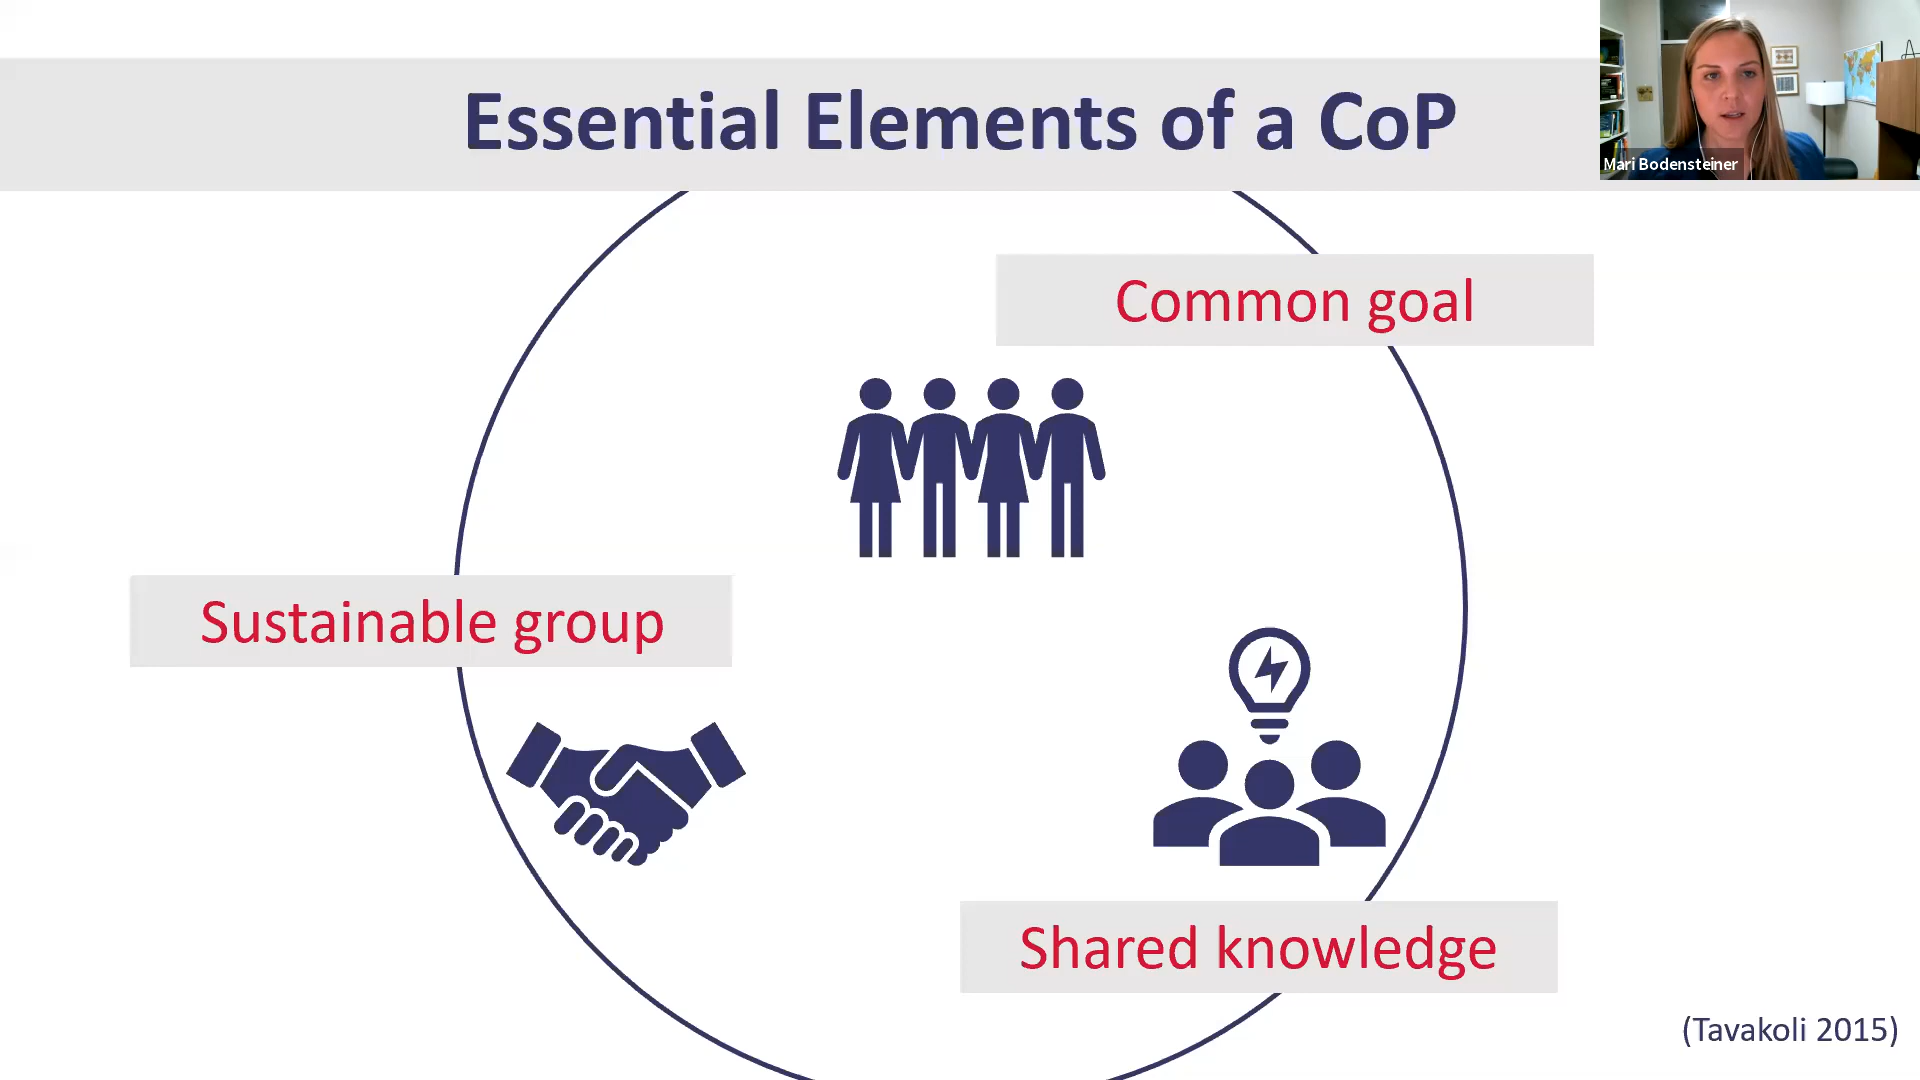 Essential Elements of a CoP
Mari Bodensteiner
Common goal
Sustainable group
Shared knowledge
(Tavakoli 2015)